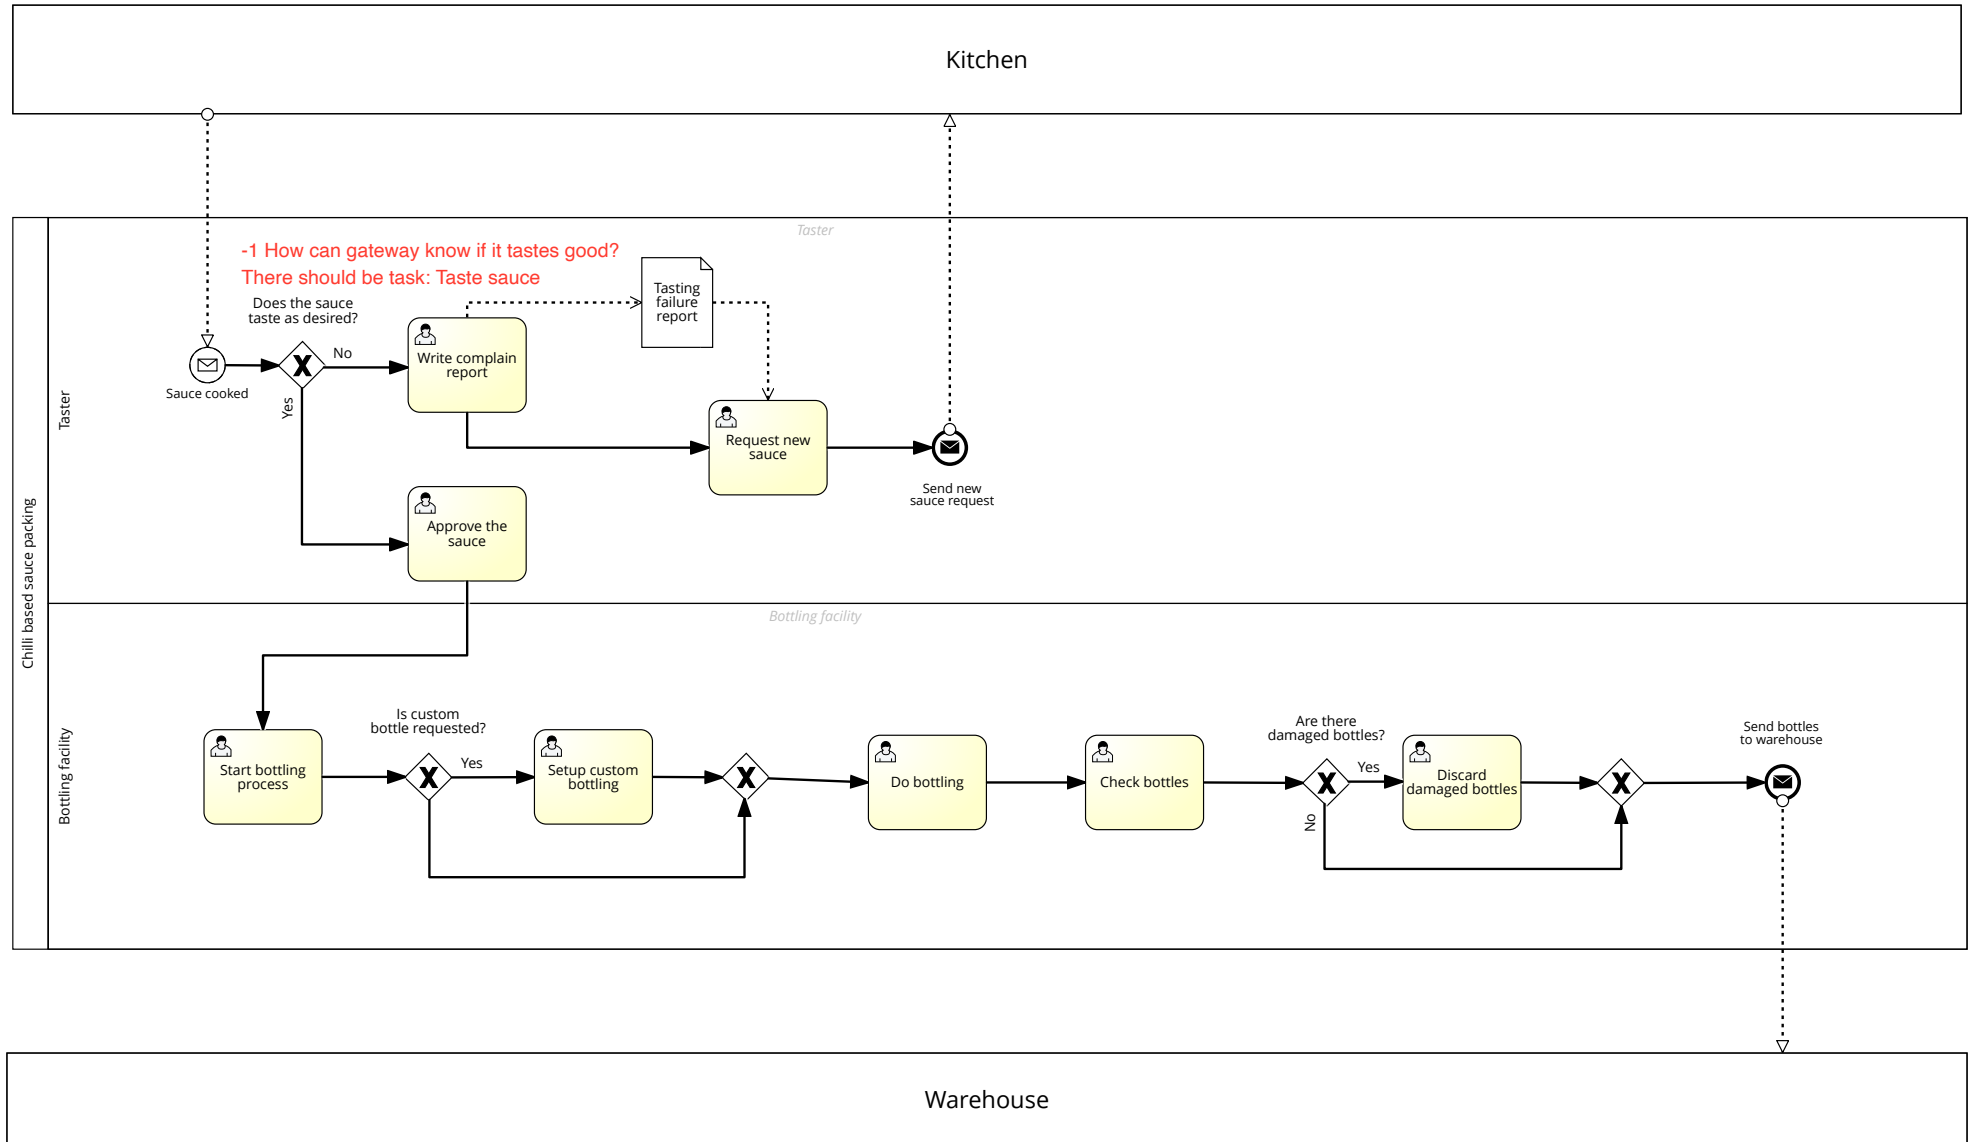 Kitchen
Taster
-1 How can gateway know if it tastes good?
There should be task: Taste sauce
Does the sauce
taste as desired?
Tasting
failure
report
No
Write complain
report
Sauce cooked
Yes
Taster
Request new
sauce
Send new
sauce request
Approve the
sauce
Chilli based sauce packing
Bottling facility
Bottling facility
Is custom
bottle requested?
Start bottling
process
Yes
Setup custom
bottling
Do bottling
Check bottles
Are there
damaged bottles?
Yes
No
Discard
damaged bottles
Send bottles
to warehouse
Warehouse